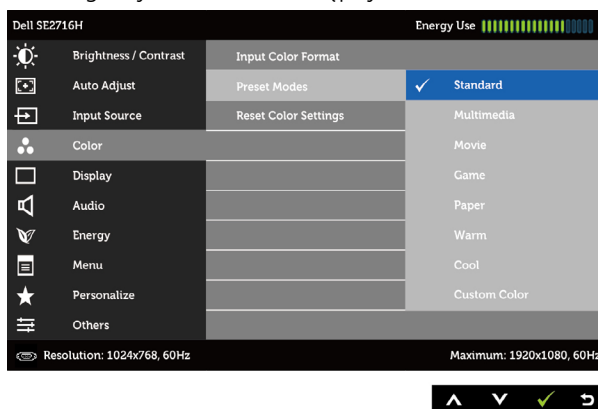 Dell SE2716H Energy Use
Brightness / Contrast Input Color Format
Auto Adjust Preset Modes Standard
Input Source Reset Color Settings Multimedia
Color Movie
Display Game
Audio Paper
Energy Warm
Menu Cool
Personalize Custom Color
Others
Resolution: 1024x768, 60Hz Maximum: 1920x1080, 60Hz